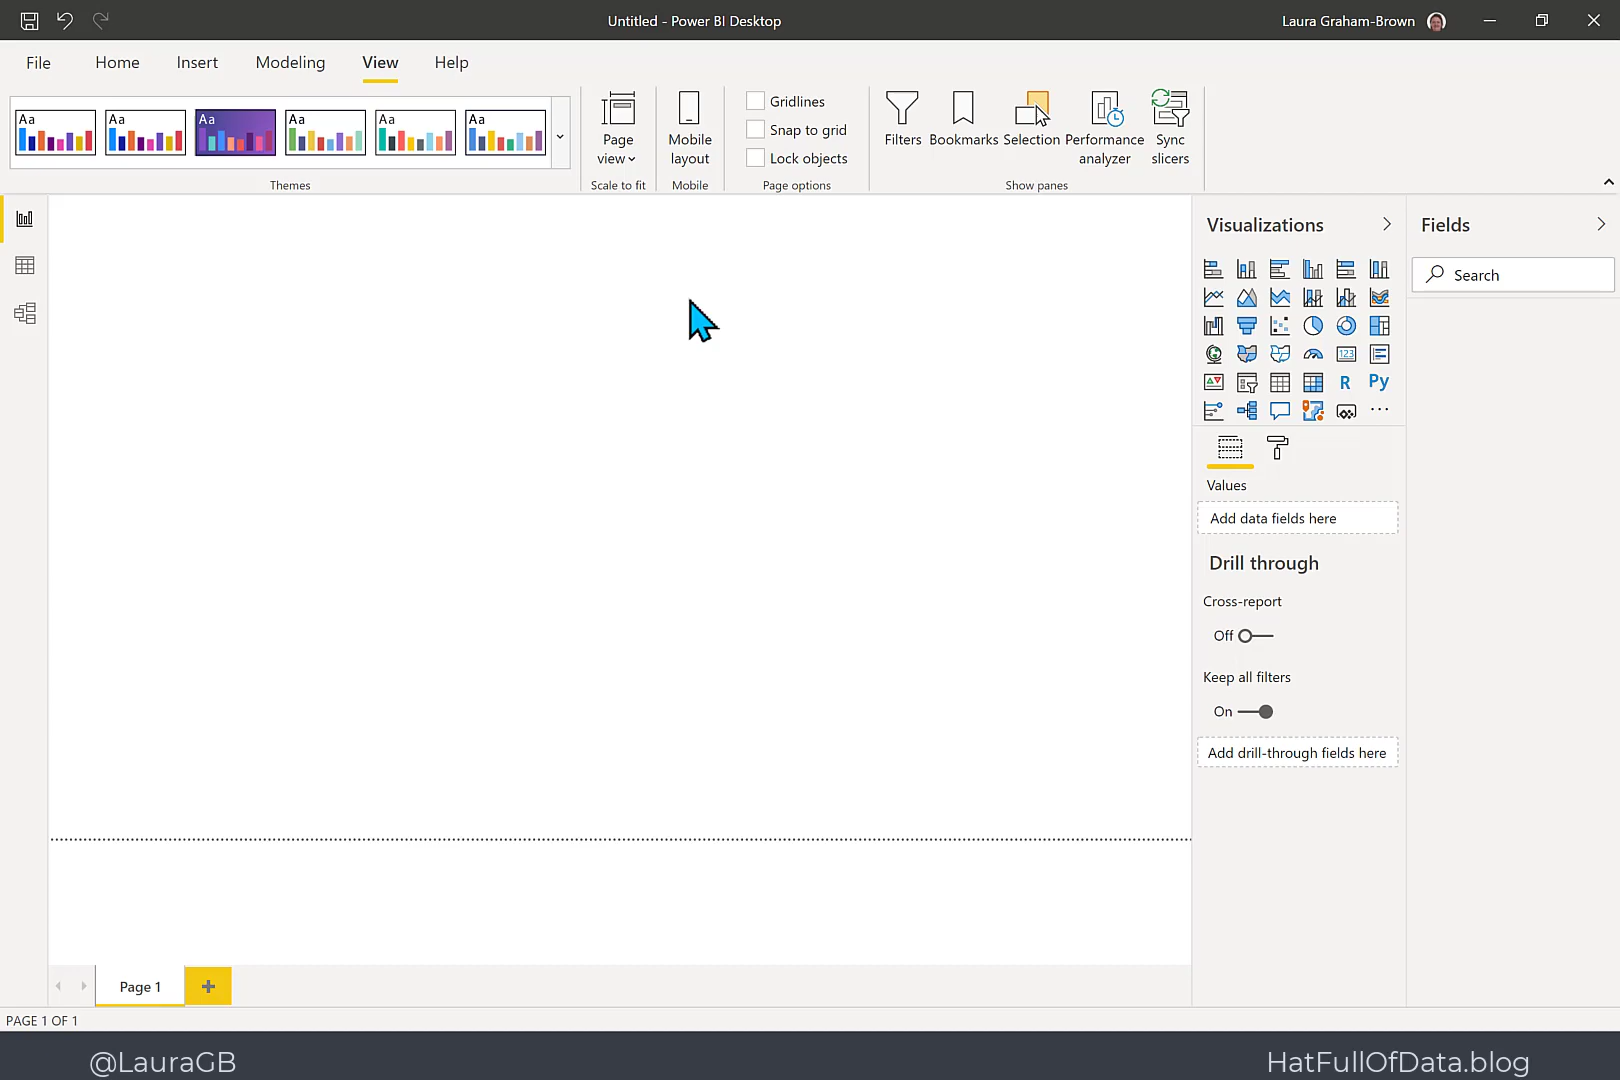 Untitled - Power BI Desktop
Laura Graham-Brown
File
Home
Insert
Modeling
View
Help
Aa
Aa
Aa
Aa
Aa
Aa
Themes
Page
view
Scale to fit
Mobile
layout
Mobile
Gridlines
Snap to grid
Lock objects
Page options
Filters
Bookmarks
Selection
Performance
analyzer
Sync
slicers
Show panes
Visualizations
Fields
Search
123
R
Py
Values
Add data fields here
Drill through
Cross-report
Off
Keep all filters
On
Add drill-through fields here
Page 1
PAGE 1 OF 1
@LauraGB
HatFullOfData.blog